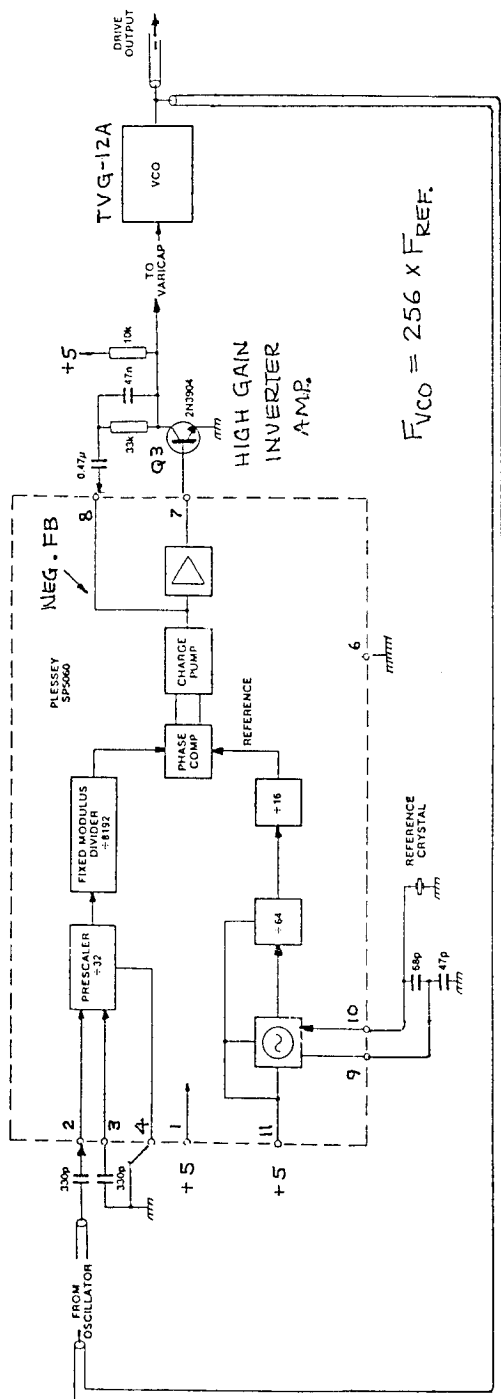 DRIVE
OUTPUT
TVG-12A
VCO
TO
VARICAP
+5
10k
47n
33k
0.47μ
2N3904
Q3
HIGH GAIN
INVERTER
AMP.
F VCO = 256 x F REF.
NEG. FB
8
7
6
PLESSEY
SP5060
CHARGE
PUMP
PHASE
COMP
REFERENCE
FIXED MODULUS
DIVIDER
÷8192
PRESCALER
÷32
÷16
÷64
REFERENCE
CRYSTAL
68p
47p
10
9
2
3
4
1
11
+5
+5
330p
330p
FROM
OSCILLATOR